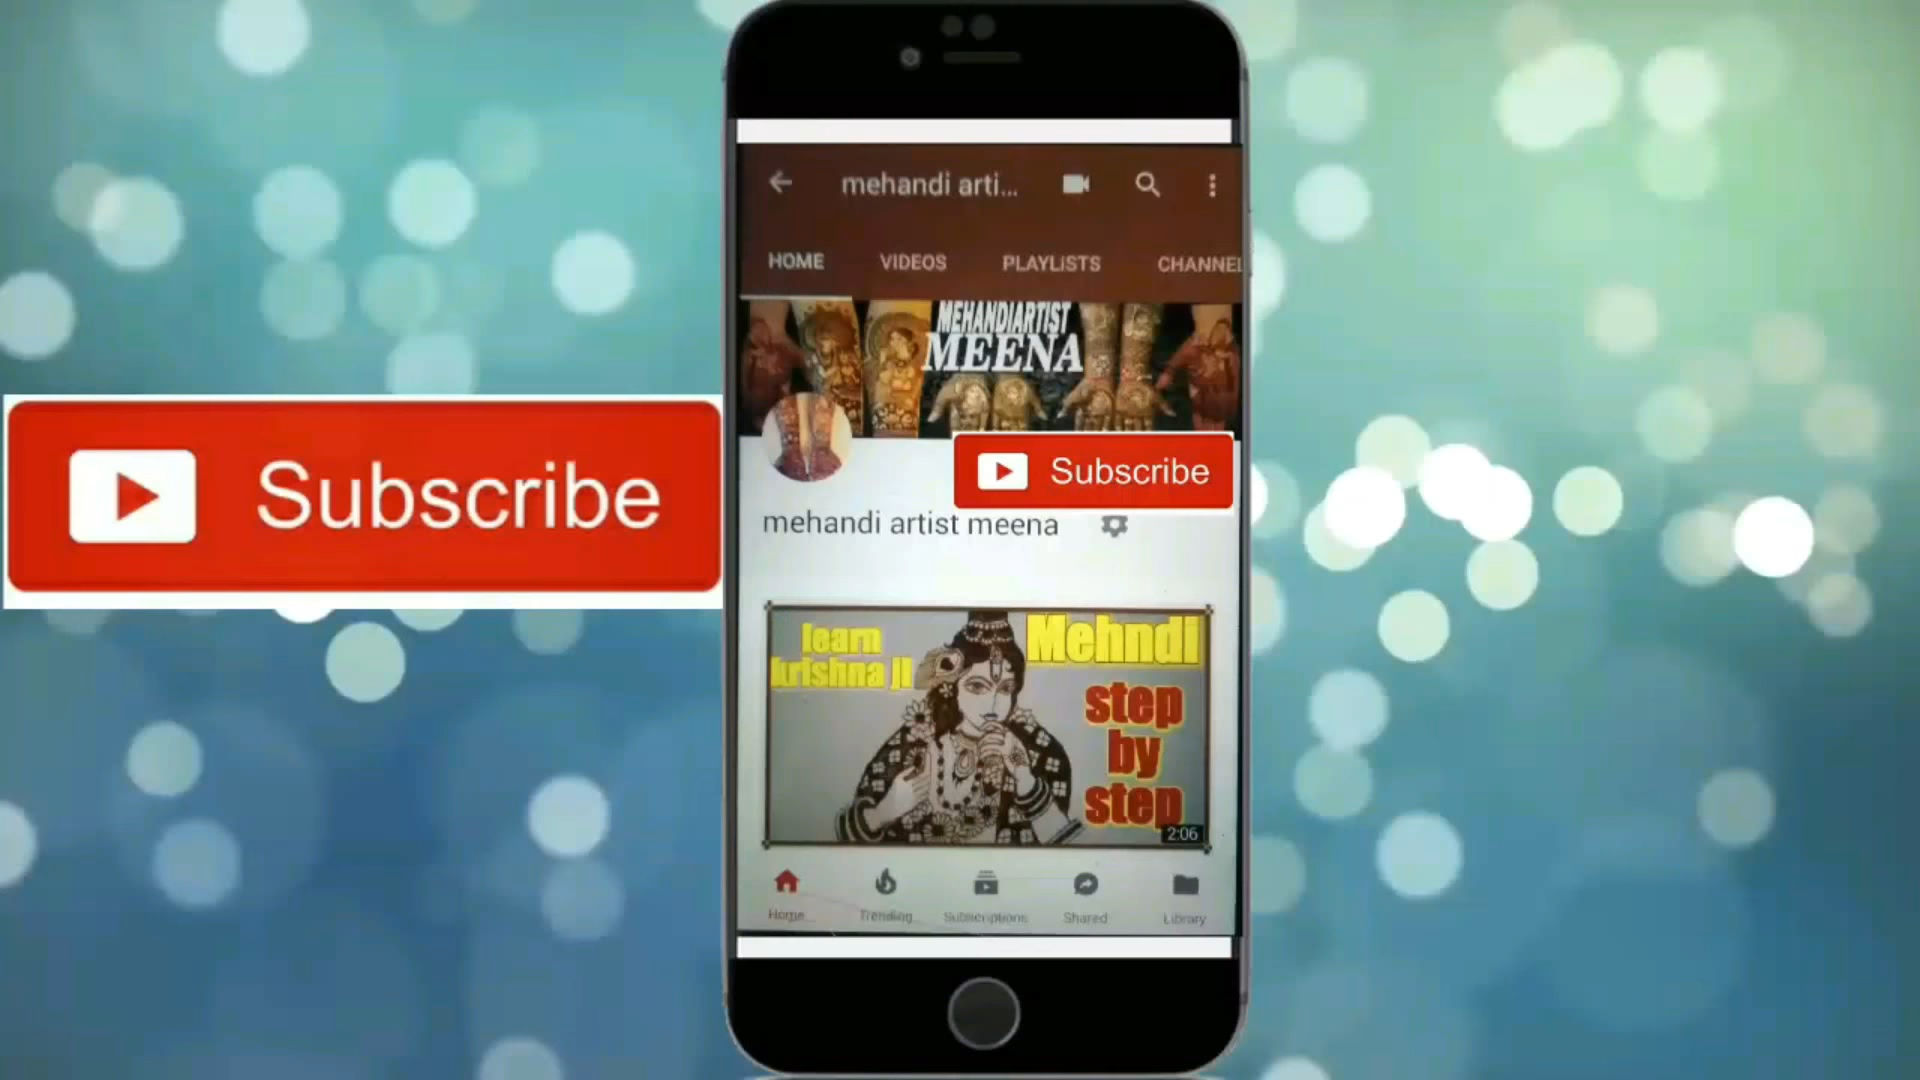 mehandi arti...
HOME VIDEOS PLAYLISTS CHANNEL
MEHANDIARTIST
MEENA
Subscribe
Subscribe
mehandi artist meena
learn
krishna ji
Mehndi
step
by
step
2:06
Home
Trending
Subscriptions
Shared
Library